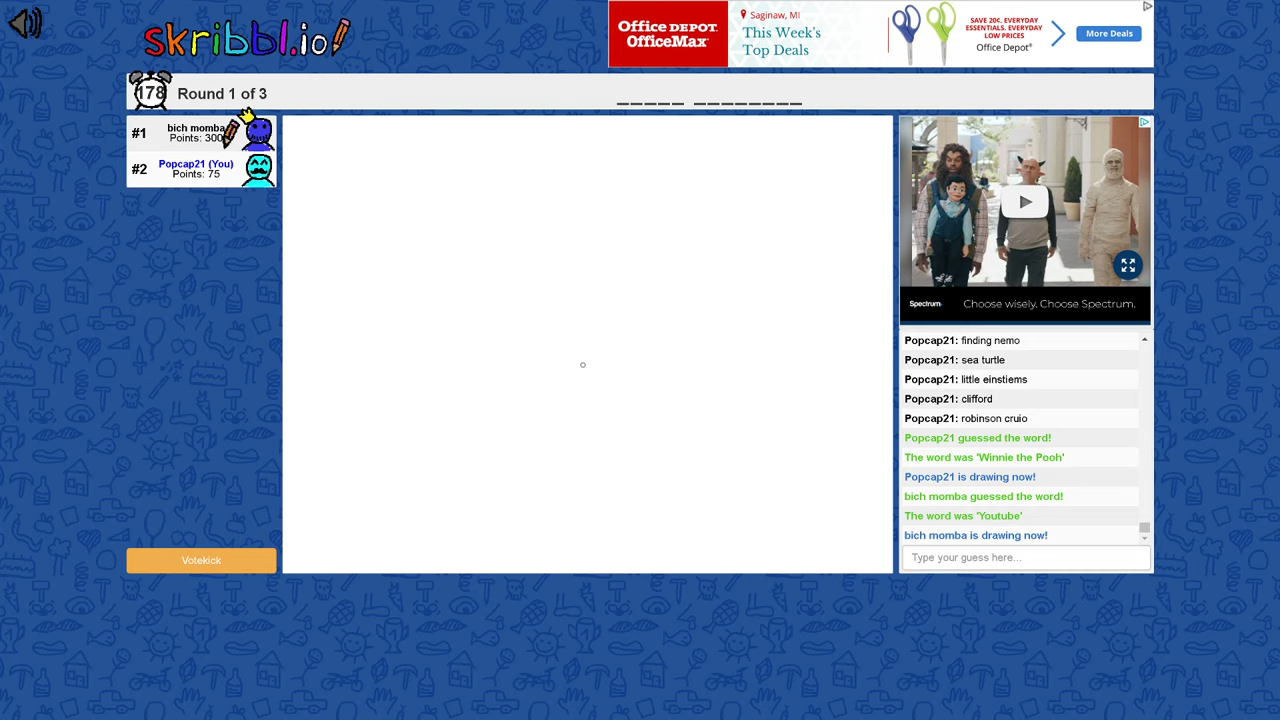 skribbl.io
OFFICE DEPOT
OfficeMax
Saginaw, MI
This Week's
Top Deals
SAVE 20¢. EVERYDAY
ESSENTIALS. EVERYDAY
LOW PRICES
Office Depot
More Deals
178
Round 1 of 3
_____ ________
#1
bich momba
Points: 300
#2
Popcap21 (You)
Points: 75
Spectrum
Choose wisely. Choose Spectrum.
Popcap21: finding nemo
Popcap21: sea turtle
Popcap21: little einstiems
Popcap21: clifford
Popcap21: robinson cruio
Popcap21 guessed the word!
The word was 'Winnie the Pooh'
Popcap21 is drawing now!
bich momba guessed the word!
The word was 'Youtube'
bich momba is drawing now!
Type your guess here...
Votekick